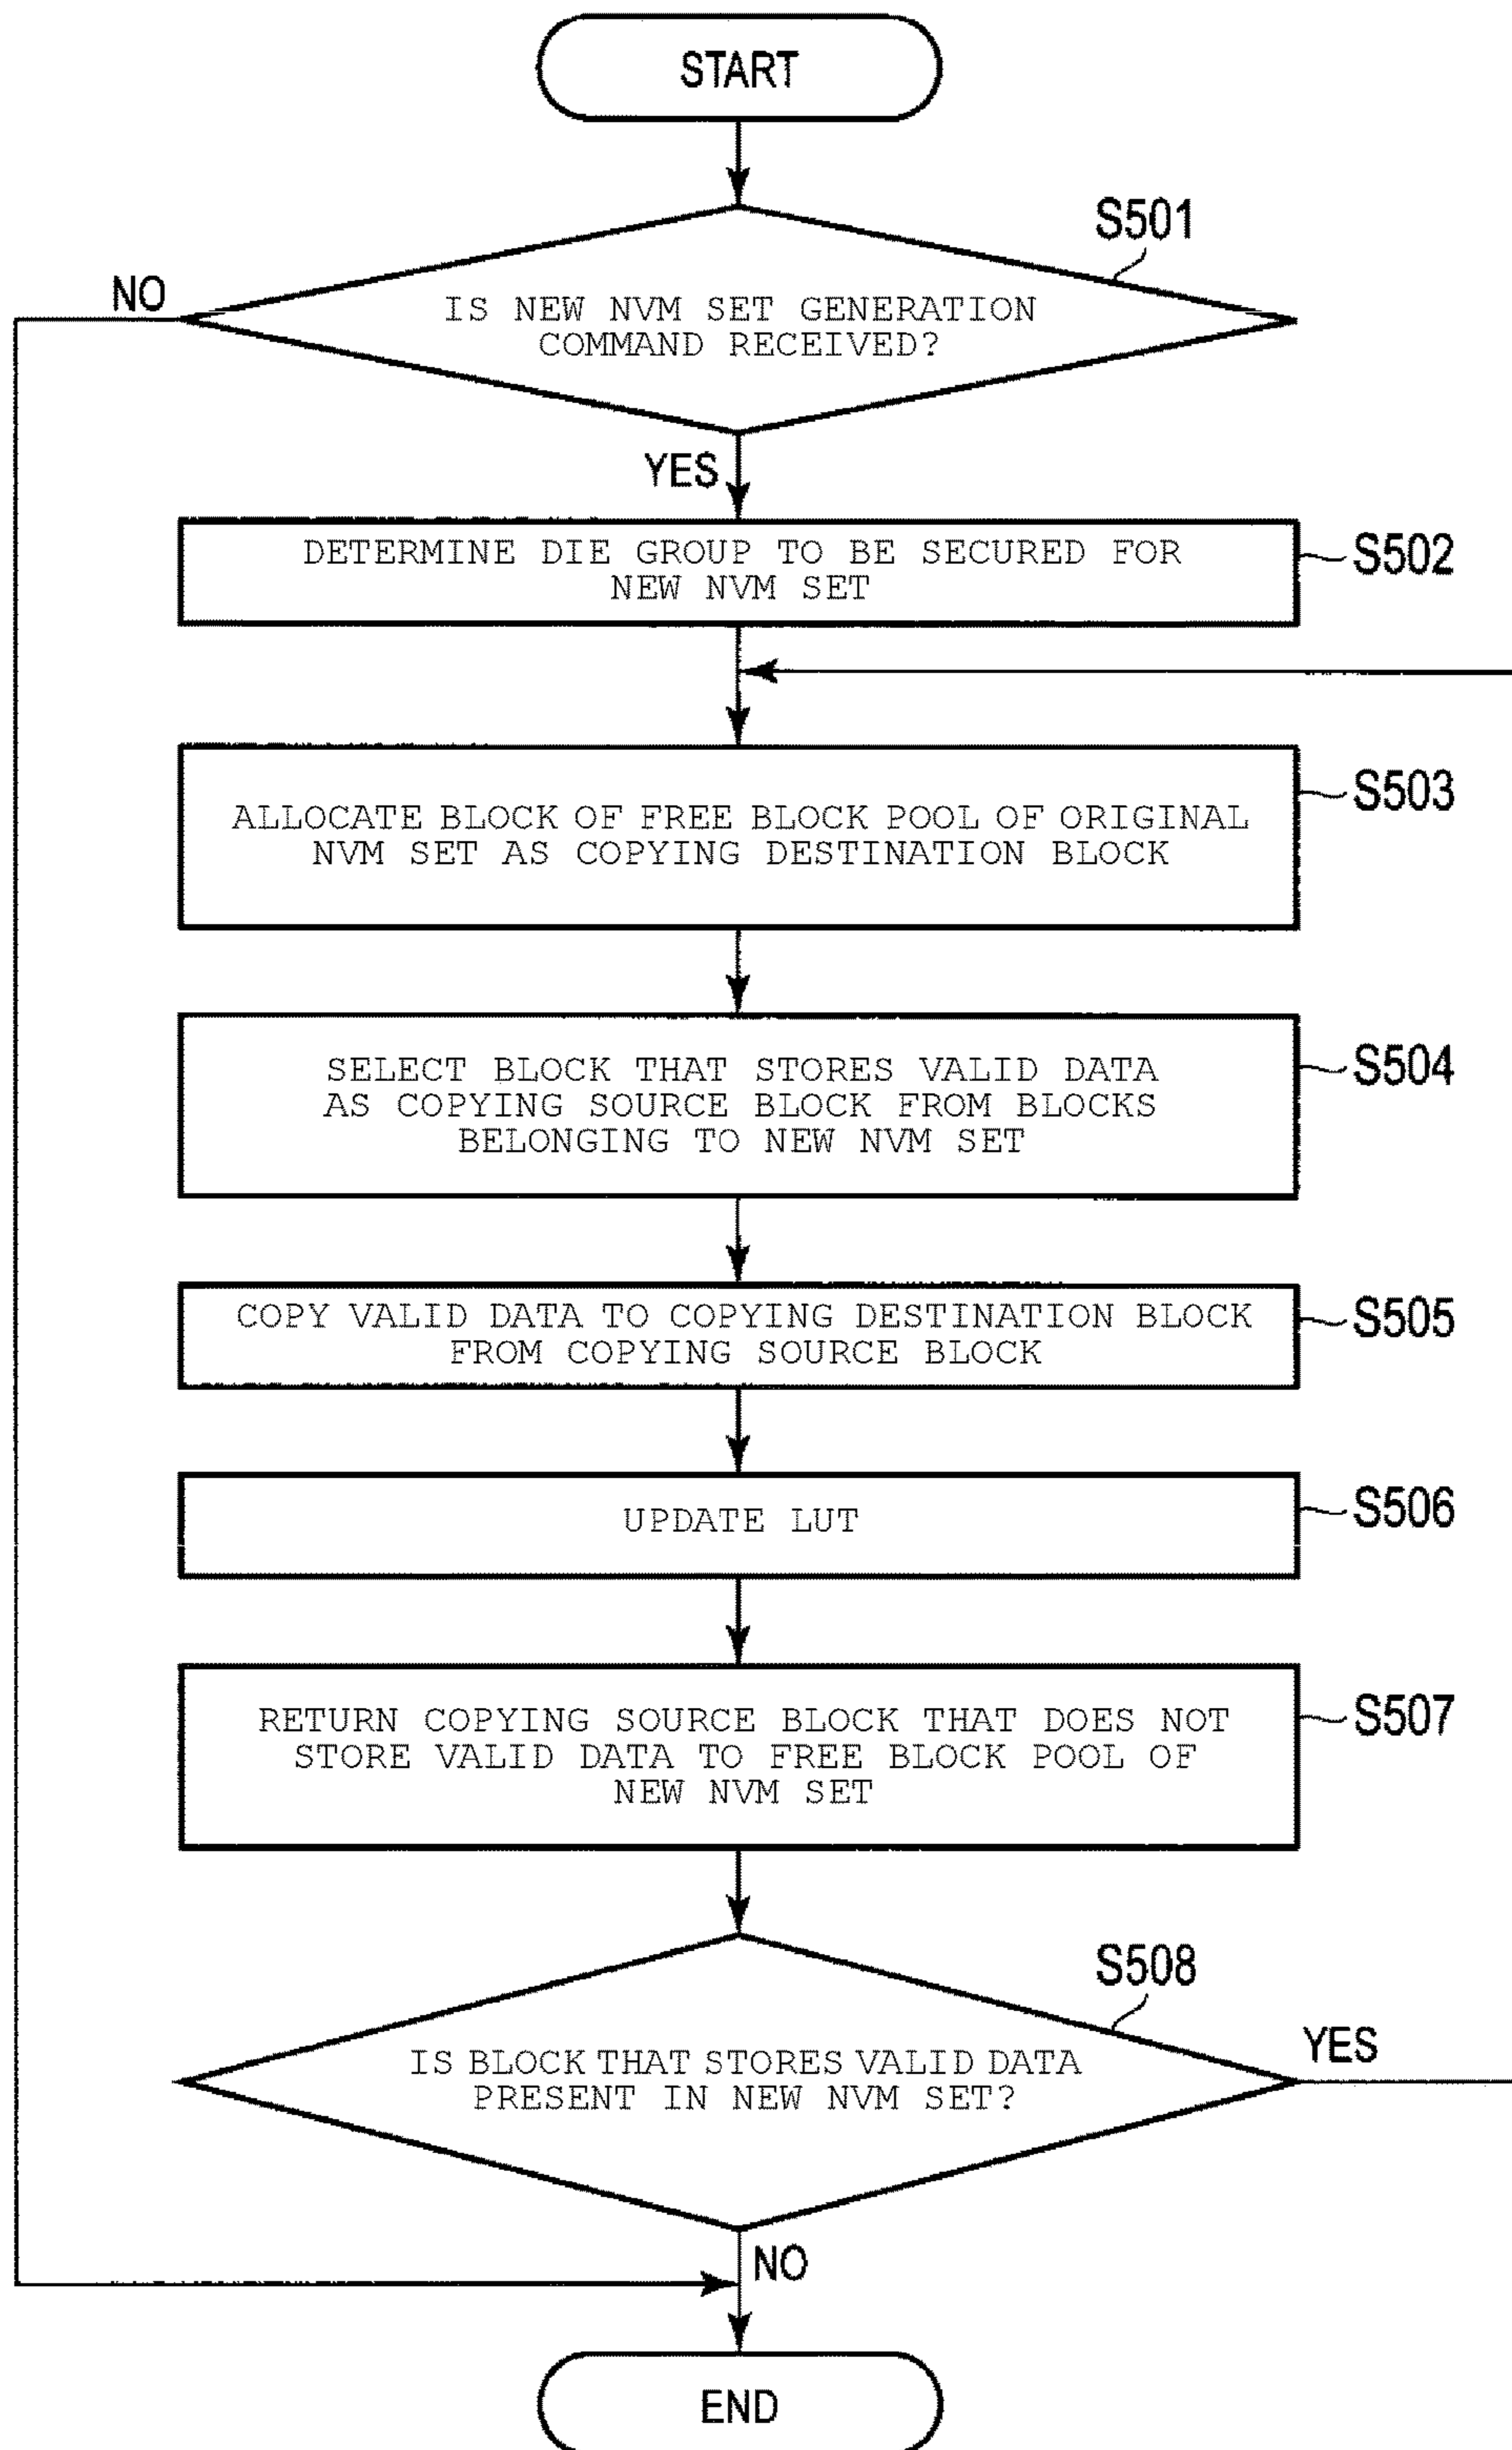 START
S501
NO
IS NEW NVM SET GENERATION
COMMAND RECEIVED?
YES
DETERMINE DIE GROUP TO BE SECURED FOR
NEW NVM SET
S502
ALLOCATE BLOCK OF FREE BLOCK POOL OF ORIGINAL
NVM SET AS COPYING DESTINATION BLOCK
S503
SELECT BLOCK THAT STORES VALID DATA
AS COPYING SOURCE BLOCK FROM BLOCKS
BELONGING TO NEW NVM SET
S504
COPY VALID DATA TO COPYING DESTINATION BLOCK
FROM COPYING SOURCE BLOCK
S505
UPDATE LUT
S506
RETURN COPYING SOURCE BLOCK THAT DOES NOT
STORE VALID DATA TO FREE BLOCK POOL OF
NEW NVM SET
S507
S508
IS BLOCK THAT STORES VALID DATA
PRESENT IN NEW NVM SET?
YES
NO
END